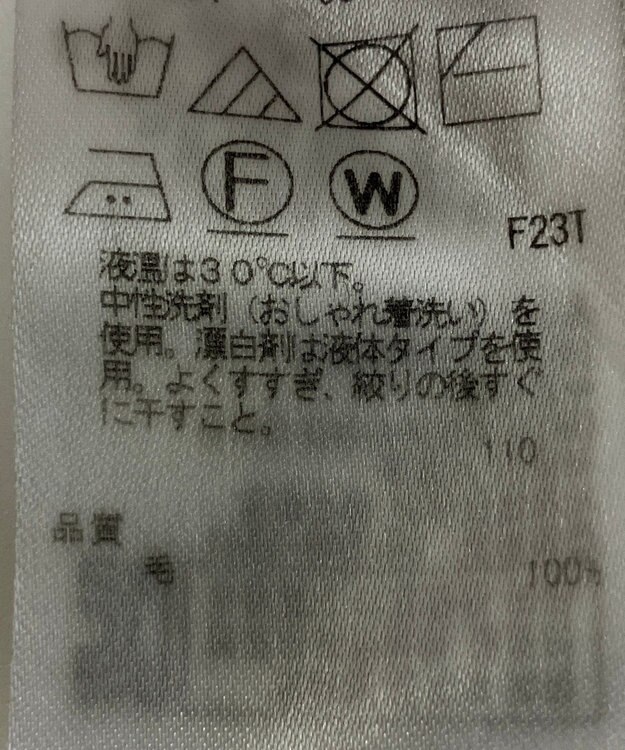 F
W
F23T
液温は30℃以下。
中性洗剤（おしゃれ着洗い）を
使用。漂白剤は液体タイプを使
用。よくすすぎ、絞りの後すぐ
に干すこと。
110
品質
毛 100%